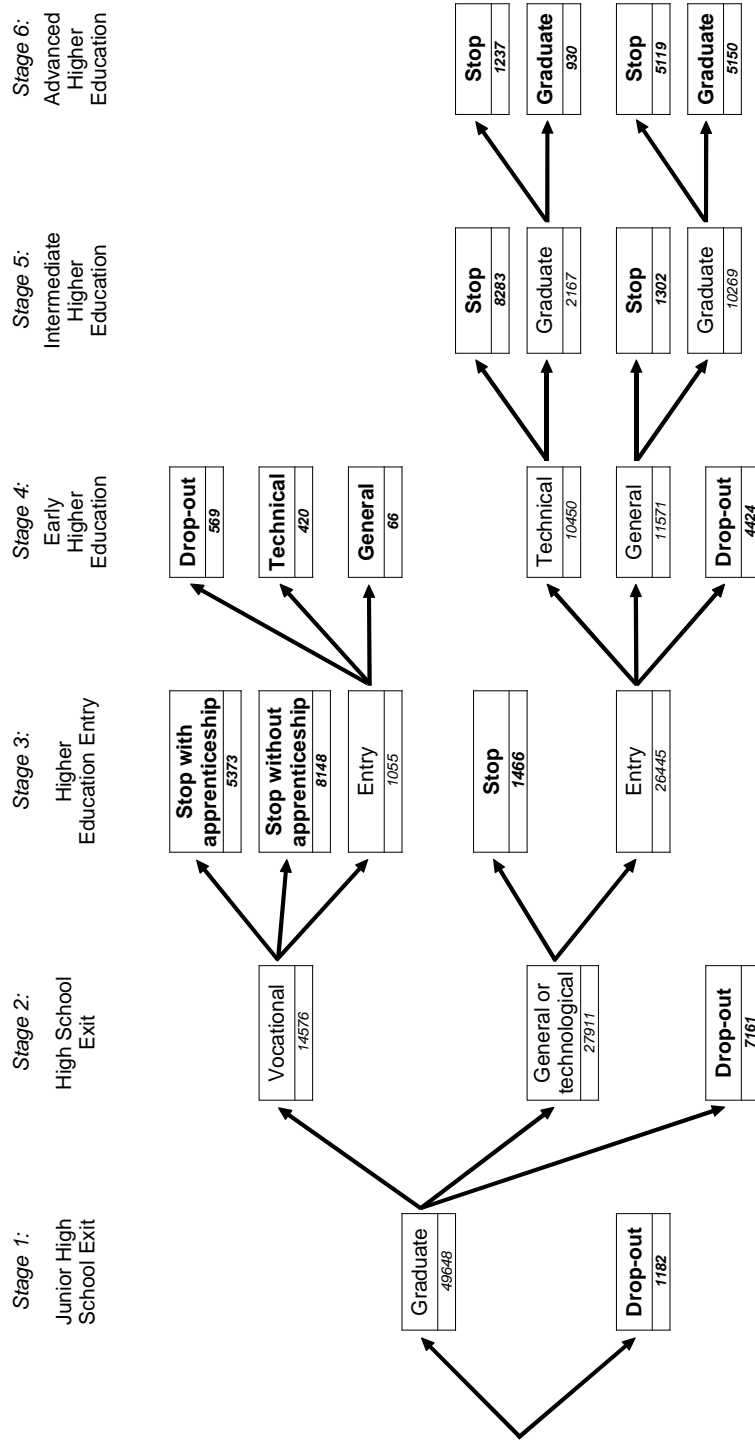 Stage 1:
Junior High
School Exit
Graduate
49648
Drop-out
1182
Stage 2:
High School
Exit
Vocational
14576
General or
technological
27911
Drop-out
7161
Stage 3:
Higher
Education Entry
Stop with
apprenticeship
5373
Stop without
apprenticeship
8148
Entry
1055
Stop
1466
Entry
26445
Stage 4:
Early
Higher
Education
Drop-out
569
Technical
420
General
66
Technical
10450
General
11571
Drop-out
4424
Stage 5:
Intermediate
Higher
Education
Stop
8283
Graduate
2167
Stop
1302
Graduate
10269
Stage 6:
Advanced
Higher
Education
Stop
1237
Graduate
930
Stop
5119
Graduate
5150